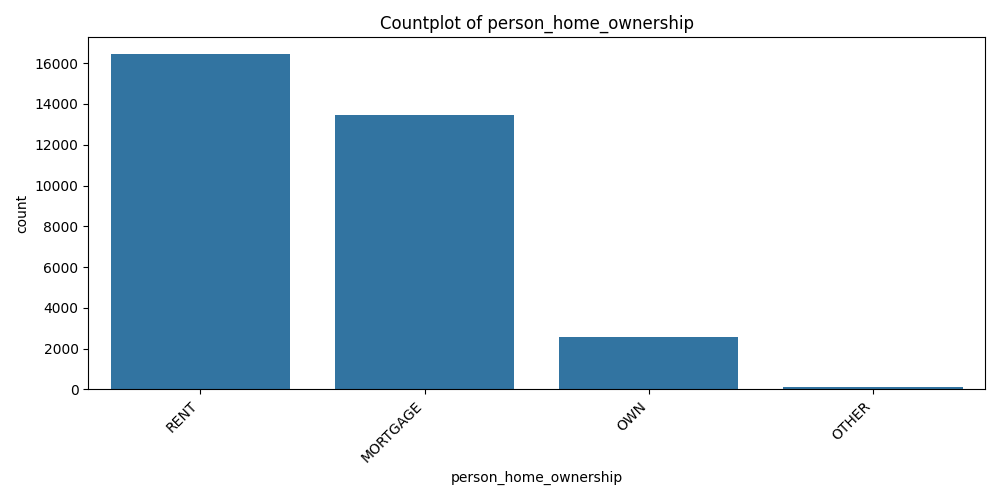 Countplot of person_home_ownership
16000
14000
12000
10000
8000
6000
4000
2000
0
count
RENT
MORTGAGE
OWN
OTHER
person_home_ownership